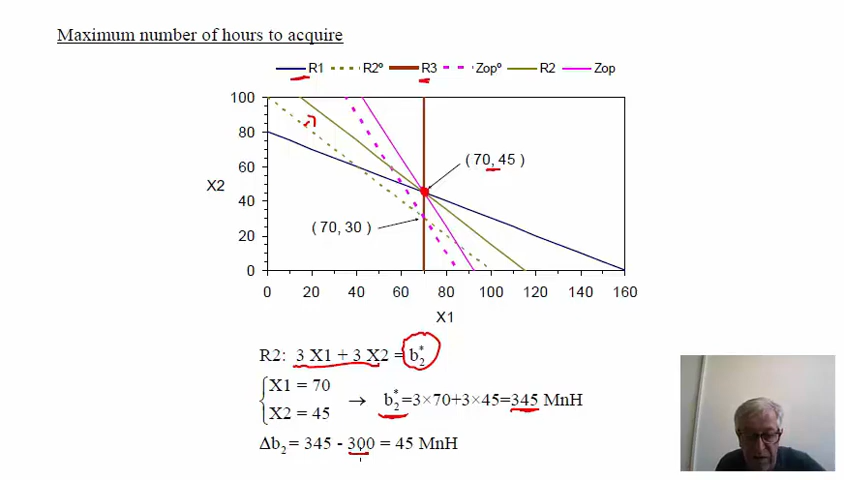 Maximum number of hours to acquire
R1 R2º R3 Zopº R2 Zop
100
80
60
40
20
0
X2
( 70, 45 )
( 70, 30 )
0 20 40 60 80 100 120 140 160
X1
R2: 3 X1 + 3 X2 = b₂*
X1 = 70
X2 = 45
→ b₂*=3×70+3×45=345 MnH
Δb₂= 345 - 300 = 45 MnH